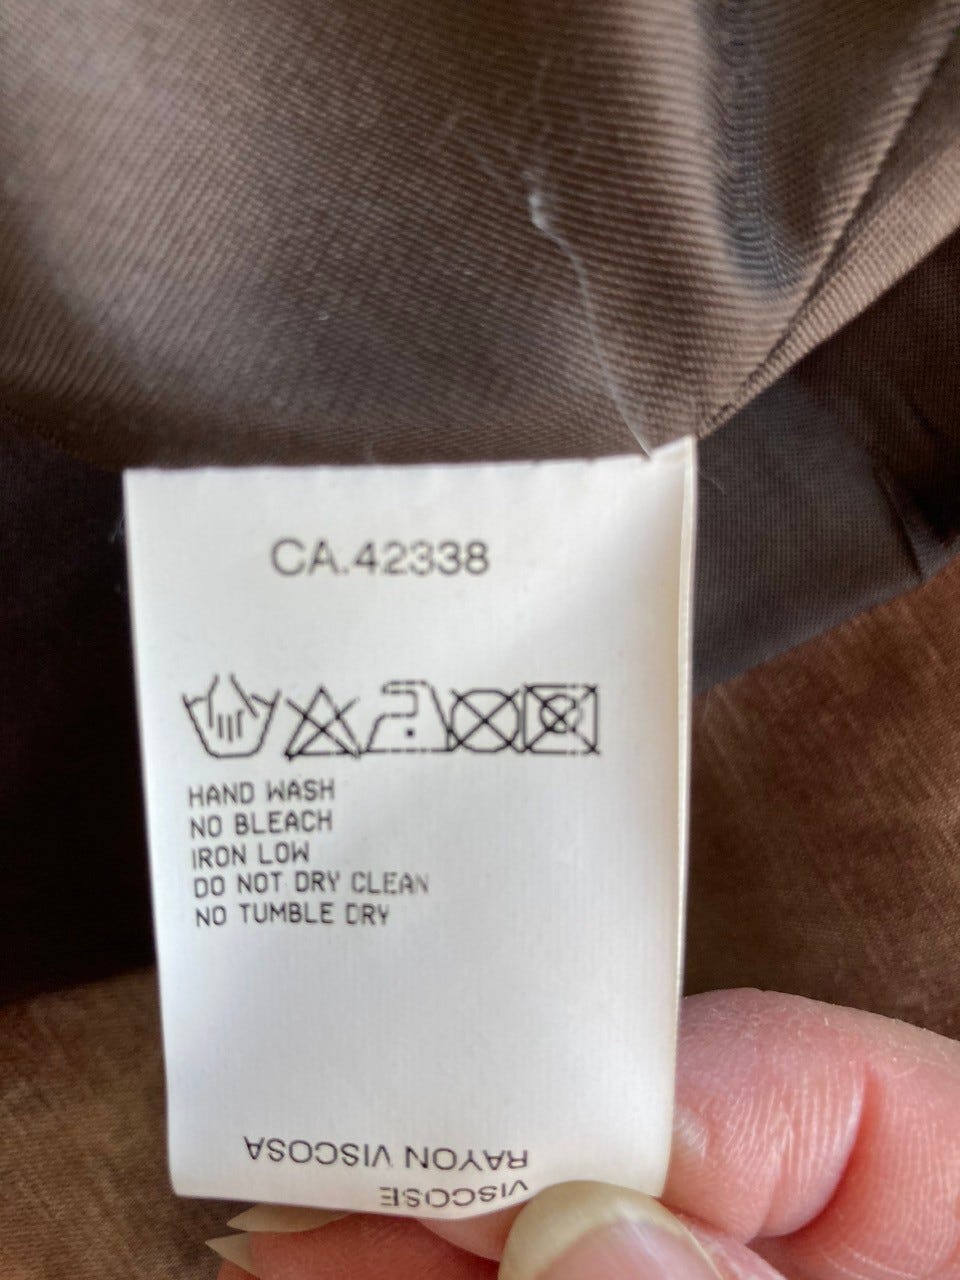 CA.42338
HAND WASH
NO BLEACH
IRON LOW
DO NOT DRY CLEAN
NO TUMBLE DRY
VISCOSE
RAYON VISCOSA